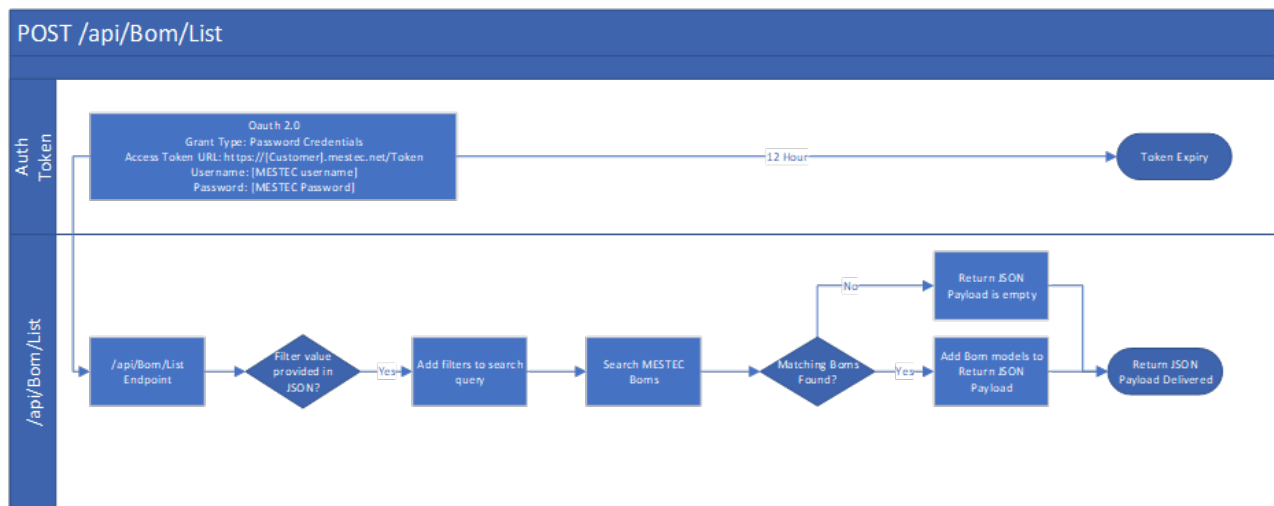 POST /api/Bom/List
Auth
Token
Oauth 2.0
Grant Type: Password Credentials
Access Token URL: https://[Customer].mestec.net/Token
Username: [MESTEC username]
Password: [MESTEC Password]
12 Hour
Token Expiry
/api/Bom/List
/api/Bom/List
Endpoint
Filter value
provided in
JSON?
Yes
Add filters to search
query
Search MESTEC
Boms
Matching Boms
Found?
No
Return JSON
Payload is empty
Yes
Add Bom models to
Return JSON
Payload
Return JSON
Payload Delivered